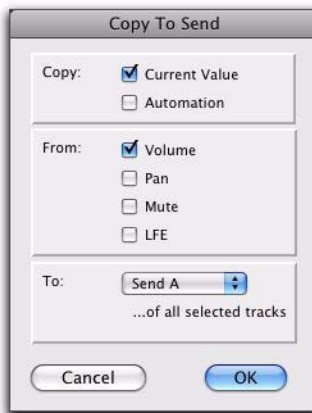 Copy To Send
Copy: Current Value
Automation
From: Volume
Pan
Mute
LFE
To: Send A
...of all selected tracks
Cancel OK